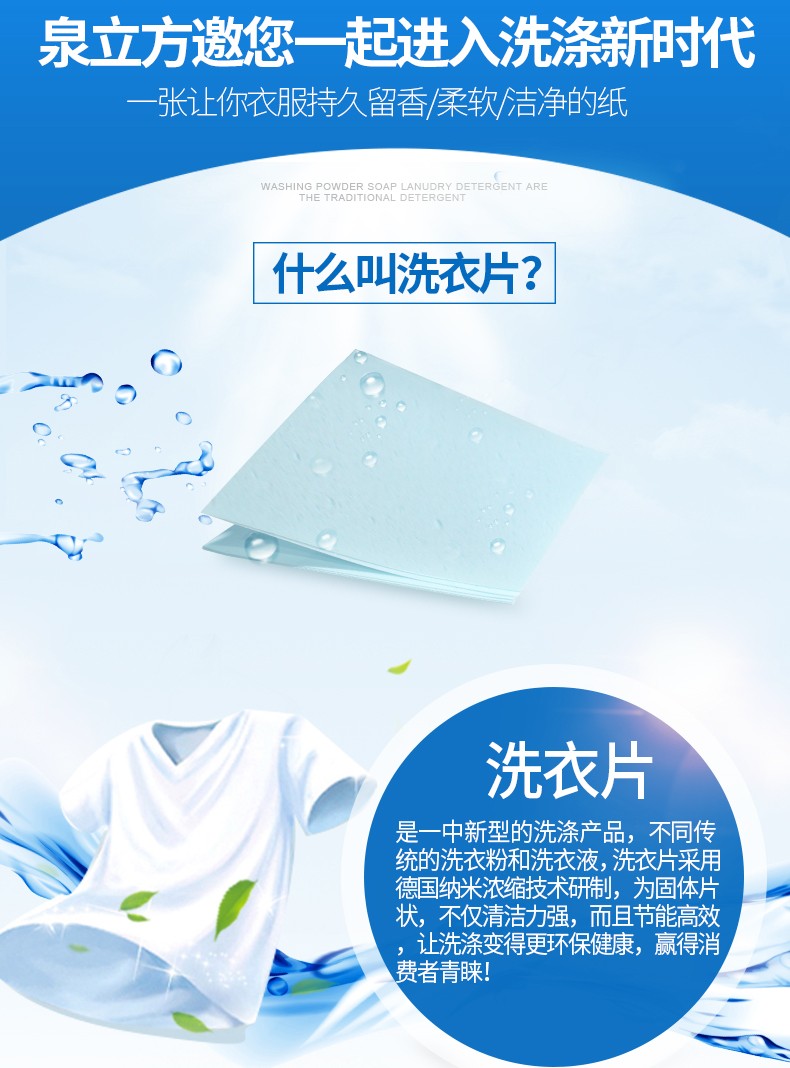 泉立方邀您一起进入洗涤新时代
一张让你衣服持久留香/柔软/洁净的纸
WASHING POWDER SOAP LANUDRY DETERGENT ARE
THE TRADITIONAL DETERGENT
什么叫洗衣片？
洗衣片
是一中新型的洗涤产品，不同传
统的洗衣粉和洗衣液，洗衣片采用
德国纳米浓缩技术研制，为固体片
状，不仅清洁力强，而且节能高效
，让洗涤变得更环保健康，赢得消
费者青睐！